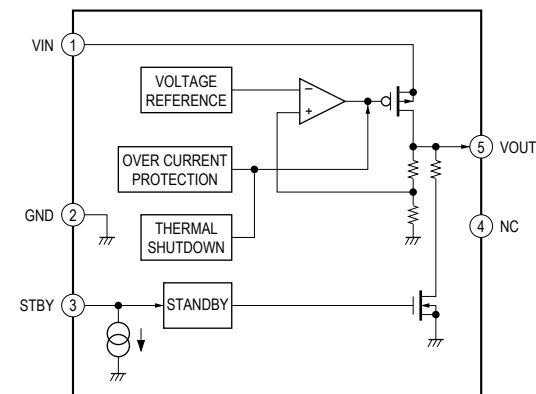 VIN 1
VOLTAGE
REFERENCE
−
+
OVER CURRENT
PROTECTION
5 VOUT
GND 2
THERMAL
SHUTDOWN
4 NC
STBY 3
STANDBY